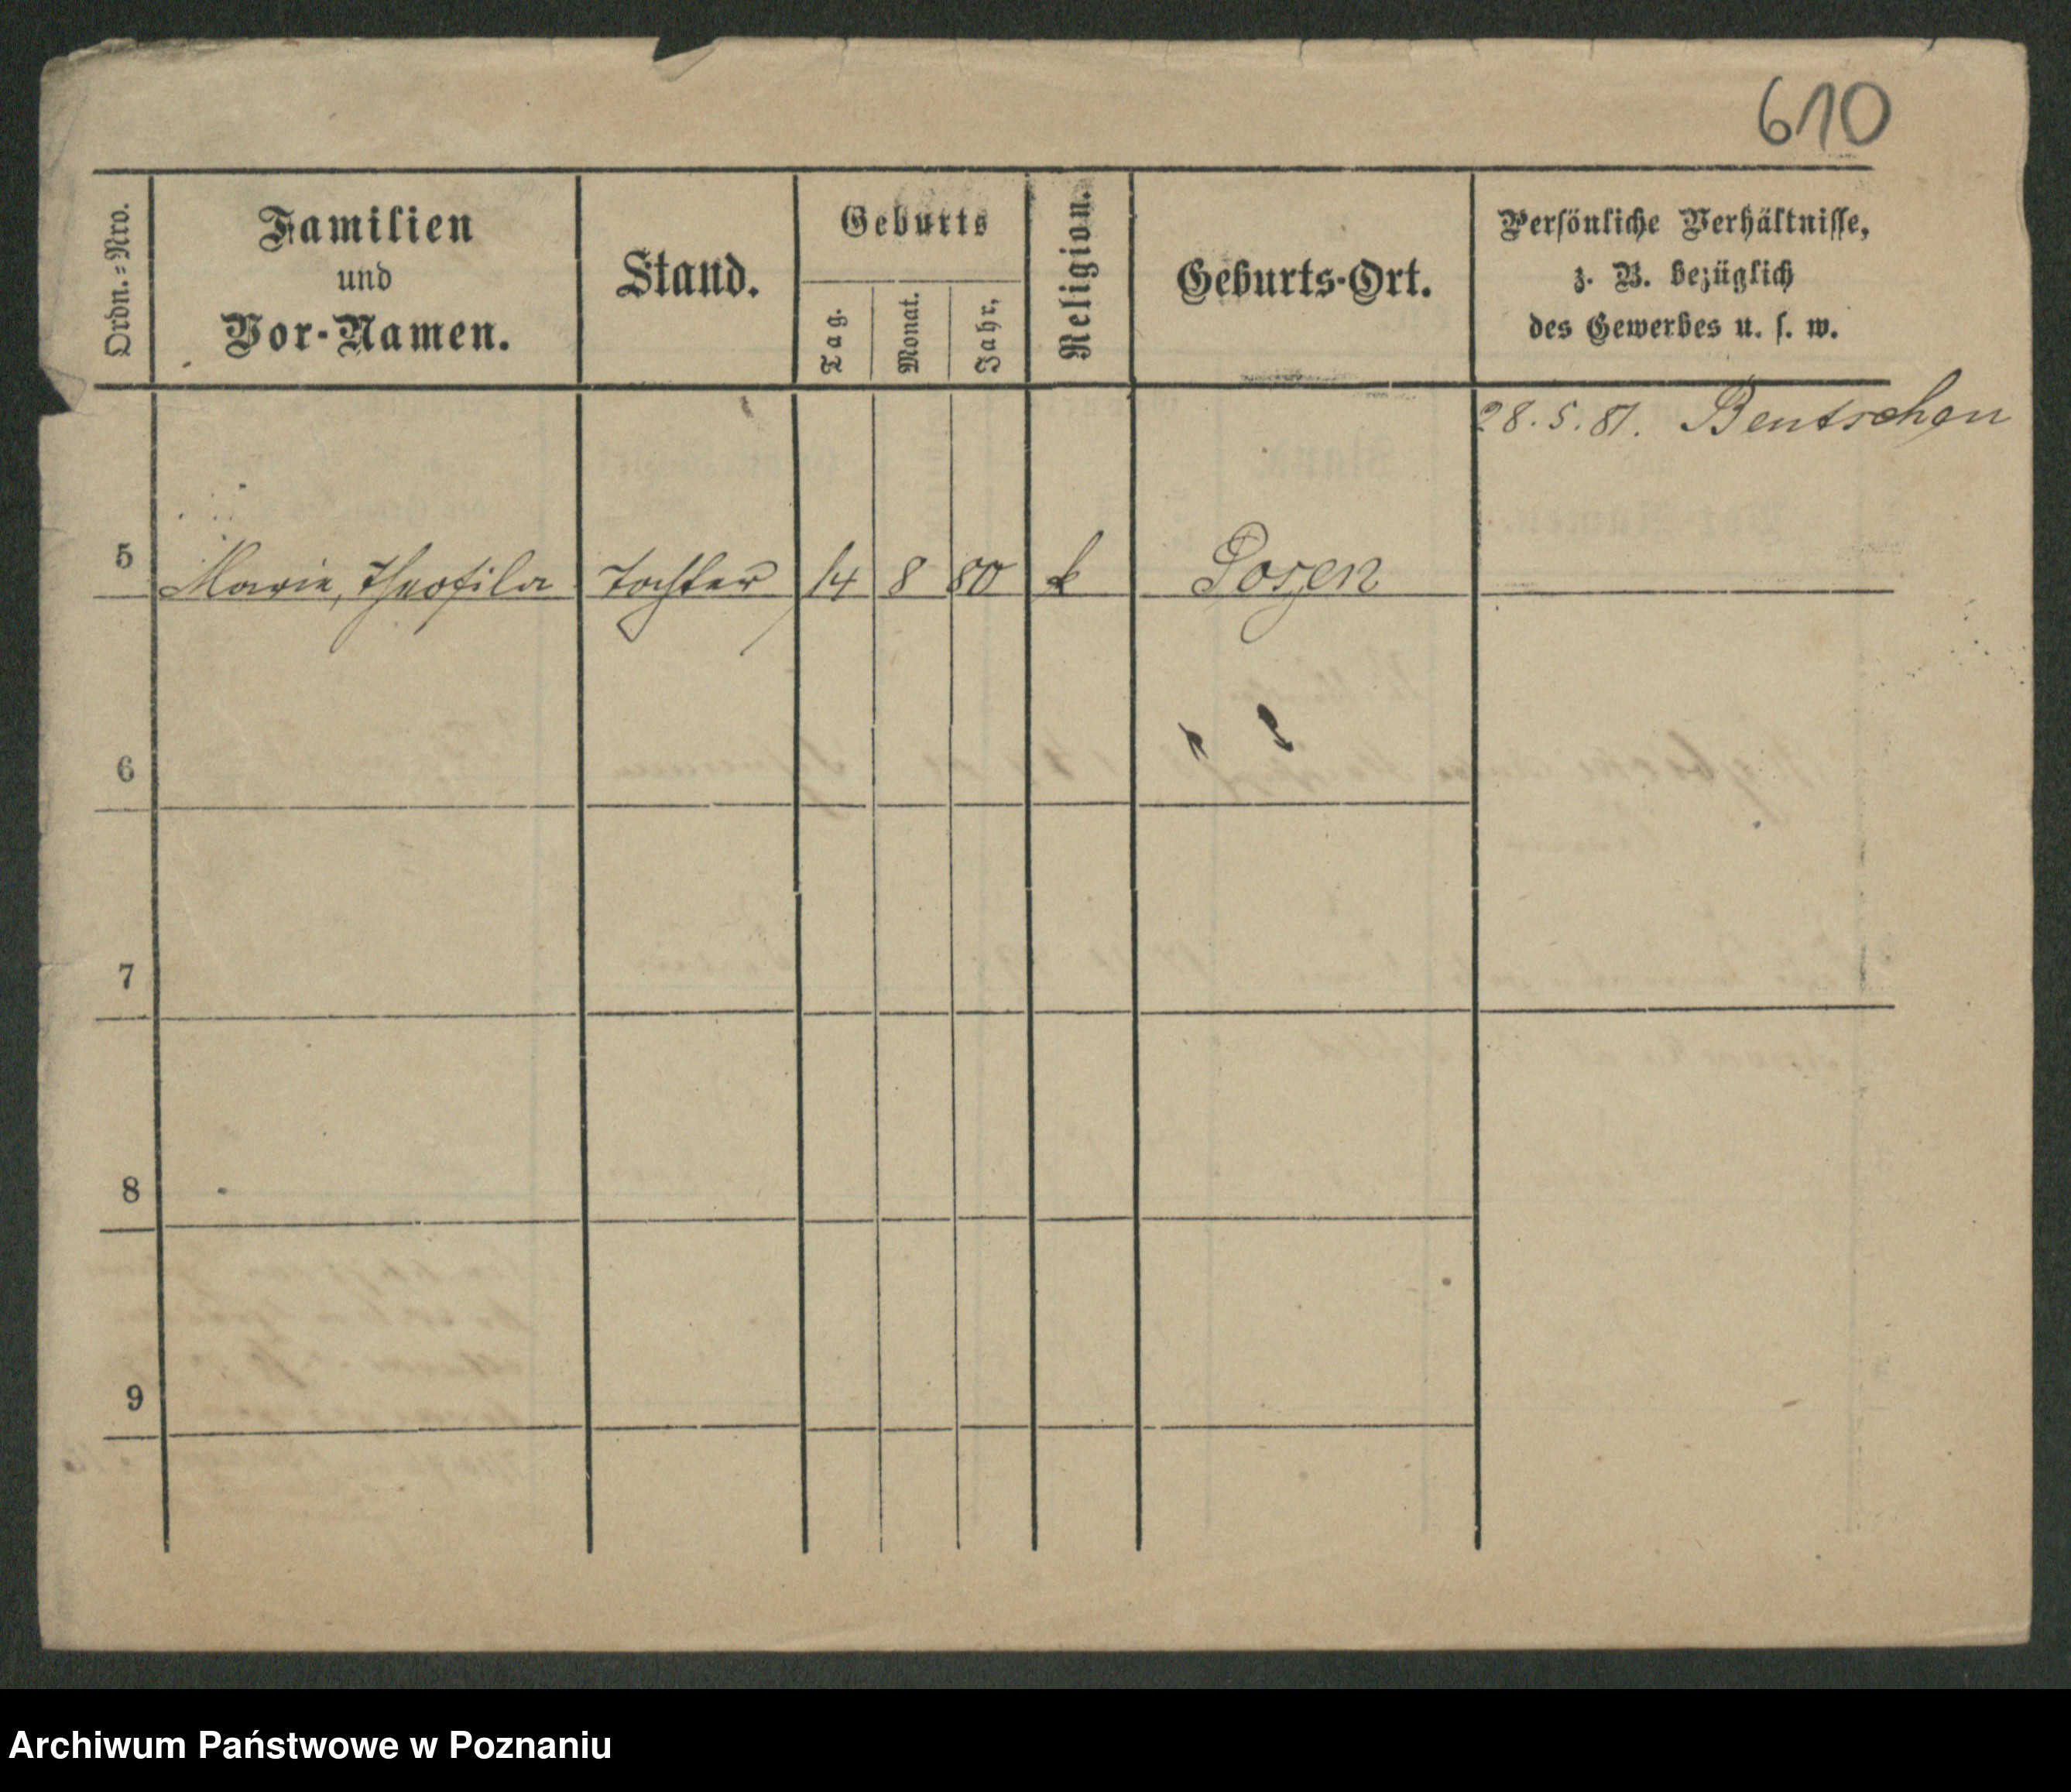 610
Ordn.=Nro.
Familien
und
Vor-Namen.
Stand.
Geburts
Tag.
Monat.
Jahr.
Religion.
Geburts-Ort.
Persönliche Verhältnisse,
z. B. bezüglich
des Gewerbes u. s. w.
28.5.81. Bentschen
5 Marie, Theofila Tochter 14 8 80 k Posen
6
7
8
9
Archiwum Państwowe w Poznaniu